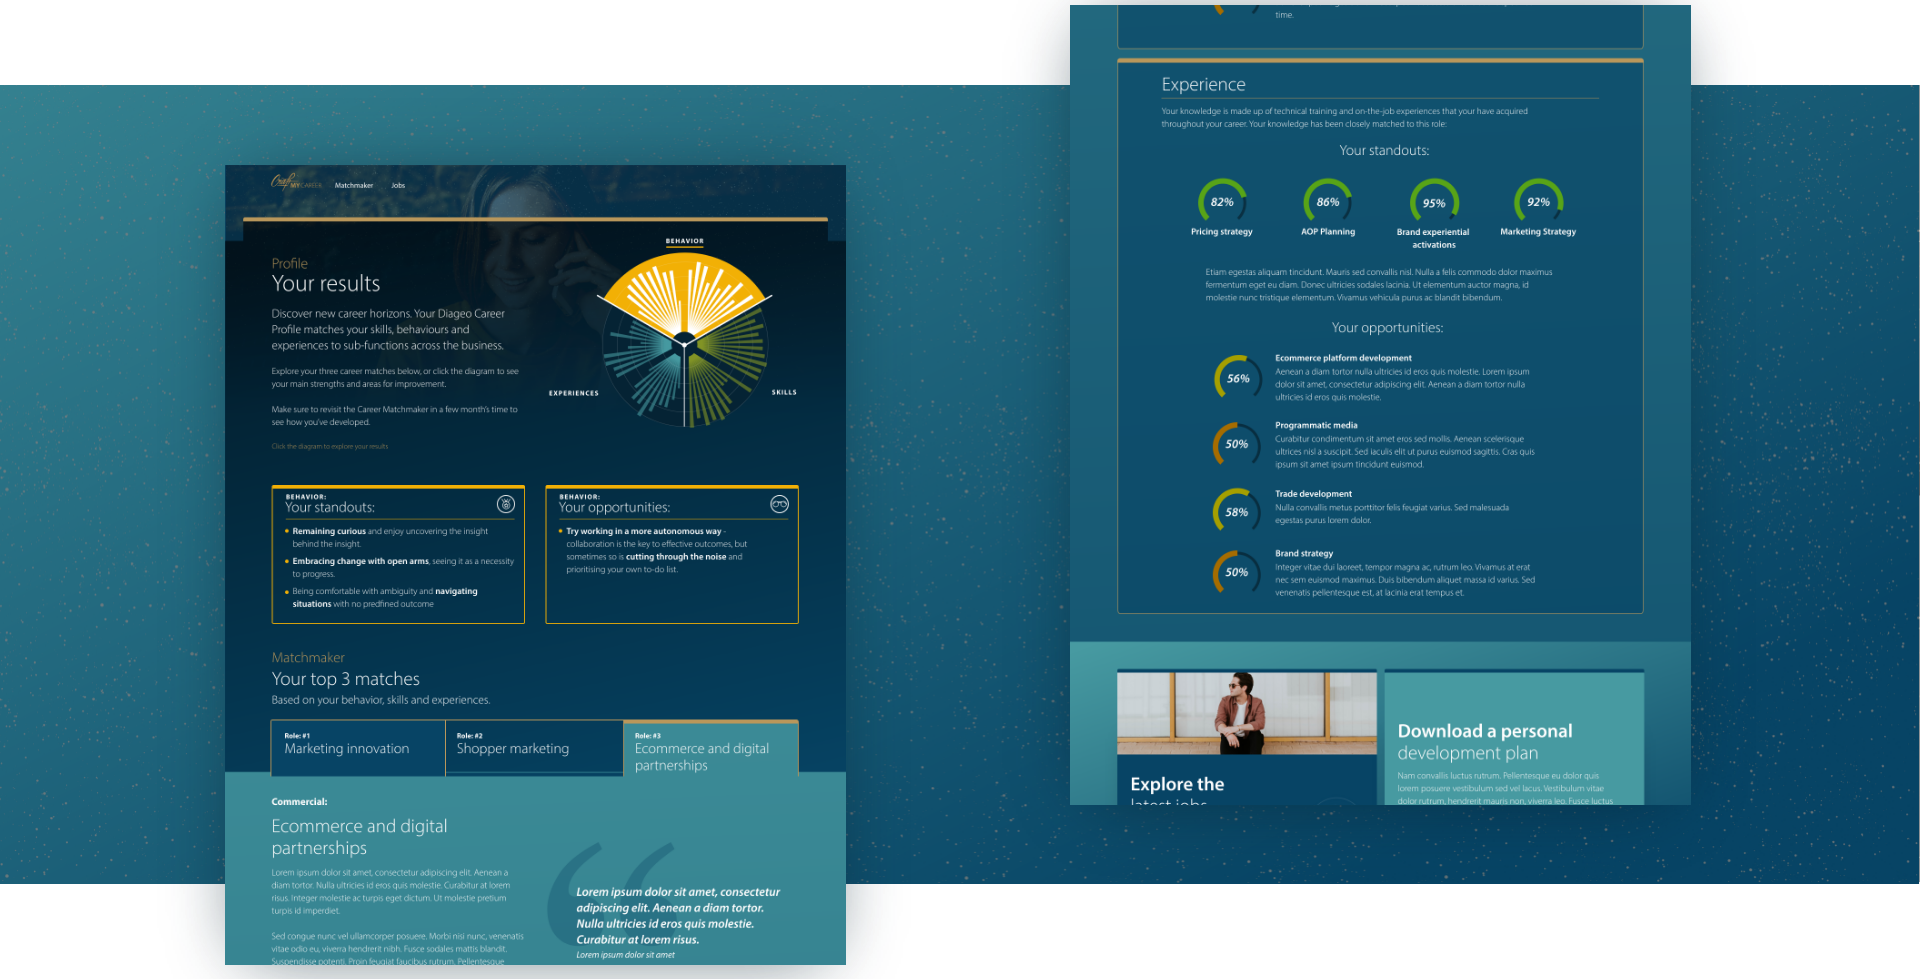 Craft MY CAREER Matchmaker Jobs
Profile
Your results
Discover new career horizons. Your Diageo Career
Profile matches your skills, behaviours and
experiences to sub-functions across the business.
Explore your three career matches below, or click the diagram to see
your main strengths and areas for improvement.
Make sure to revisit the Career Matchmaker in a few month's time to
see how you've developed.
Click the diagram to explore your results
BEHAVIOR
EXPERIENCES
SKILLS
BEHAVIOR:
Your standouts:
Remaining curious and enjoy uncovering the insight
behind the insight.
Embracing change with open arms, seeing it as a necessity
to progress.
Being comfortable with ambiguity and navigating
situations with no predfined outcome
BEHAVIOR:
Your opportunities:
Try working in a more autonomous way -
collaboration is the key to effective outcomes, but
sometimes so is cutting through the noise and
prioritising your own to-do list.
Matchmaker
Your top 3 matches
Based on your behavior, skills and experiences.
Role: #1
Marketing innovation
Role: #2
Shopper marketing
Role: #3
Ecommerce and digital
partnerships
Commercial:
Ecommerce and digital
partnerships
Lorem ipsum dolor sit amet, consectetur adipiscing elit. Aenean a
diam tortor. Nulla ultricies id eros quis molestie. Curabitur at lorem
risus. Integer molestie ac turpis eget dictum. Ut molestie pretium
turpis id imperdiet.
Sed congue nunc vel ullamcorper posuere. Morbi nisi nunc, venenatis
vitae odio eu, viverra hendrerit nibh. Fusce sodales mattis blandit.
Suspendisse potenti. Proin feugiat faucibus rutrum. Pellentesque
Lorem ipsum dolor sit amet, consectetur
adipiscing elit. Aenean a diam tortor.
Nulla ultricies id eros quis molestie.
Curabitur at lorem risus.
Lorem ipsum dolor sit amet
time.
Experience
Your knowledge is made up of technical training and on-the-job experiences that your have acquired
throughout your career. Your knowledge has been closely matched to this role:
Your standouts:
82%
Pricing strategy
86%
AOP Planning
95%
Brand experiential
activations
92%
Marketing Strategy
Etiam egestas aliquam tincidunt. Mauris sed convallis nisl. Nulla a felis commodo dolor maximus
fermentum eget eu diam. Donec ultricies sodales lacinia. Ut elementum auctor magna, id
molestie nunc tristique elementum. Vivamus vehicula purus ac blandit bibendum.
Your opportunities:
56%
Ecommerce platform development
Aenean a diam tortor nulla ultricies id eros quis molestie. Lorem ipsum
dolor sit amet, consectetur adipiscing elit. Aenean a diam tortor nulla
ultricies id eros quis molestie.
50%
Programmatic media
Curabitur condimentum sit amet eros sed mollis. Aenean scelerisque
ultrices nisl a suscipit. Sed iaculis elit ut purus euismod sagittis. Cras quis
ipsum sit amet ipsum tincidunt euismod.
58%
Trade development
Nulla convallis metus porttitor felis feugiat varius. Sed malesuada
egestas purus lorem dolor.
50%
Brand strategy
Integer vitae dui laoreet, tempor magna ac, rutrum leo. Vivamus at erat
nec sem euismod maximus. Duis bibendum aliquet massa id varius. Sed
venenatis pellentesque est, at lacinia erat tempus et.
Explore the
latest jobs
Download a personal
development plan
Nam convallis luctus rutrum. Pellentesque eu dolor quis
lorem posuere vestibulum sed vel lacus. Vestibulum vitae
dolor rutrum, hendrerit mauris non, viverra leo. Fusce luctus